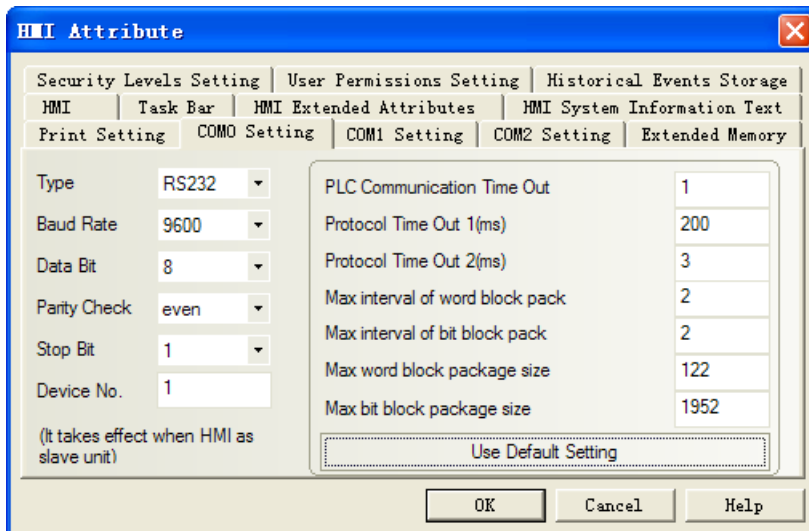 HMI Attribute
Security Levels Setting User Permissions Setting Historical Events Storage
HMI Task Bar HMI Extended Attributes HMI System Information Text
Print Setting COM0 Setting COM1 Setting COM2 Setting Extended Memory
Type RS232
Baud Rate 9600
Data Bit 8
Parity Check even
Stop Bit 1
Device No. 1
(It takes effect when HMI as
slave unit)
PLC Communication Time Out 1
Protocol Time Out 1(ms) 200
Protocol Time Out 2(ms) 3
Max interval of word block pack 2
Max interval of bit block pack 2
Max word block package size 122
Max bit block package size 1952
Use Default Setting
OK Cancel Help